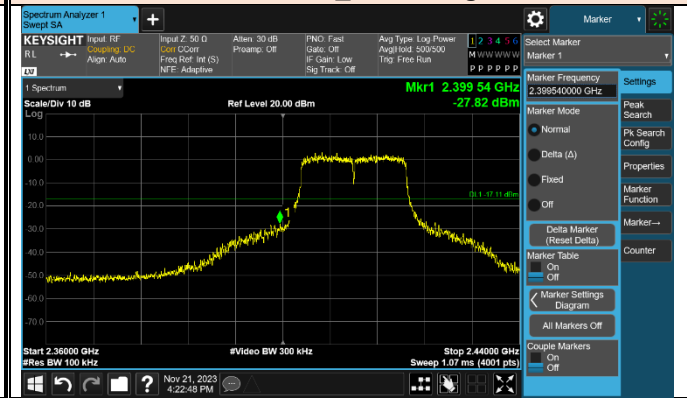 Spectrum Analyzer 1
Swept SA
+
Marker
KEYSIGHT
RL
LXI
Input: RF
Coupling: DC
Align: Auto
Input Z: 50 Ω
Corr CCorr
Freq Ref: Int (S)
NFE: Adaptive
Atten: 30 dB
Preamp: Off
PNO: Fast
Gate: Off
IF Gain: Low
Sig Track: Off
Avg Type: Log-Power
Avg|Hold: 500/500
Trig: Free Run
1 2 3 4 5 6
M W W W W W
P P P P P P
Select Marker
Marker 1
1 Spectrum
Mkr1 2.399 54 GHz
Scale/Div 10 dB
Ref Level 20.00 dBm
-27.82 dBm
Log
10.0
0.00
-10.0
DL1 -17.11 dBm
-20.0
1
-30.0
-40.0
-50.0
-60.0
-70.0
Start 2.36000 GHz
#Video BW 300 kHz
Stop 2.44000 GHz
#Res BW 100 kHz
Sweep 1.07 ms (4001 pts)
Marker Frequency
2.399540000 GHz
Marker Mode
Normal
Delta (Δ)
Fixed
Off
Delta Marker
(Reset Delta)
Marker Table
On
Off
Marker Settings
Diagram
All Markers Off
Couple Markers
On
Off
Settings
Peak
Search
Pk Search
Config
Properties
Marker
Function
Marker→
Counter
?
Nov 21, 2023
4:22:48 PM